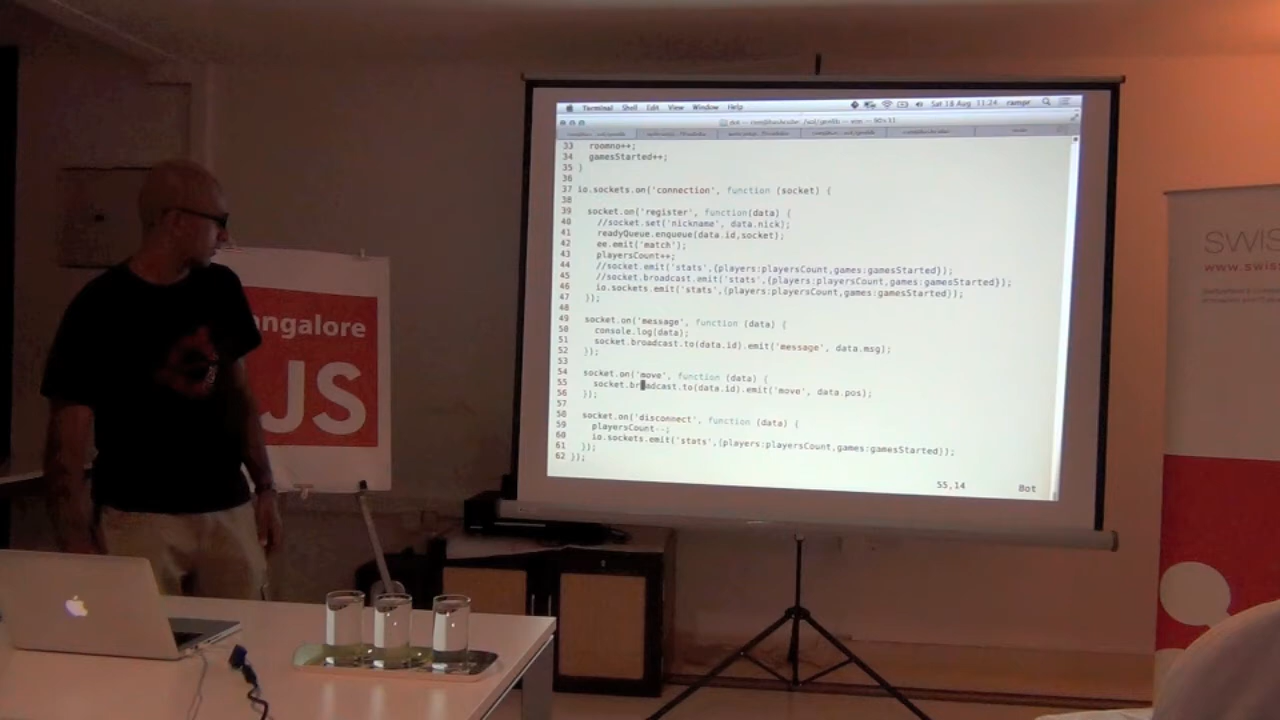 Terminal Shell Edit View Window Help
Sat 18 Aug 11:24 rampr
33 roomno++;
34 gamesStarted++;
35 }
36
37 io.sockets.on('connection', function (socket) {
38
39 socket.on('register', function(data) {
40 //socket.set('nickname', data.nick);
41 readyQueue.enqueue(data.id,socket);
42 ee.emit('match');
43 playersCount++;
44 //socket.emit('stats',{players:playersCount,games:gamesStarted});
45 //socket.broadcast.emit('stats',{players:playersCount,games:gamesStarted});
46 io.sockets.emit('stats',{players:playersCount,games:gamesStarted});
47 });
48
49 socket.on('message', function (data) {
50 console.log(data);
51 socket.broadcast.to(data.id).emit('message', data.msg);
52 });
53
54 socket.on('move', function (data) {
55 socket.broadcast.to(data.id).emit('move', data.pos);
56 });
57
58 socket.on('disconnect', function (data) {
59 playersCount--;
60 io.sockets.emit('stats',{players:playersCount,games:gamesStarted});
61 });
62 });
55,14 Bot
angalore
JS
SWIS
www.swiss